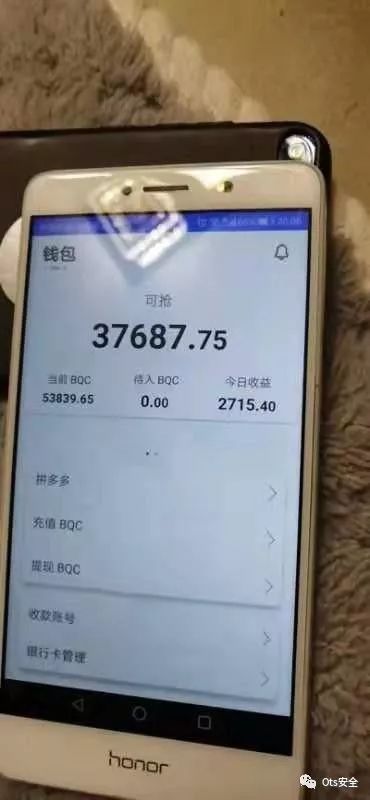 钱包
可抢
37687.75
当前 BQC 待入 BQC 今日收益
53839.65 0.00 2715.40
拼多多
充值 BQC
提现 BQC
收款账号
银行卡管理
honor
Ots安全